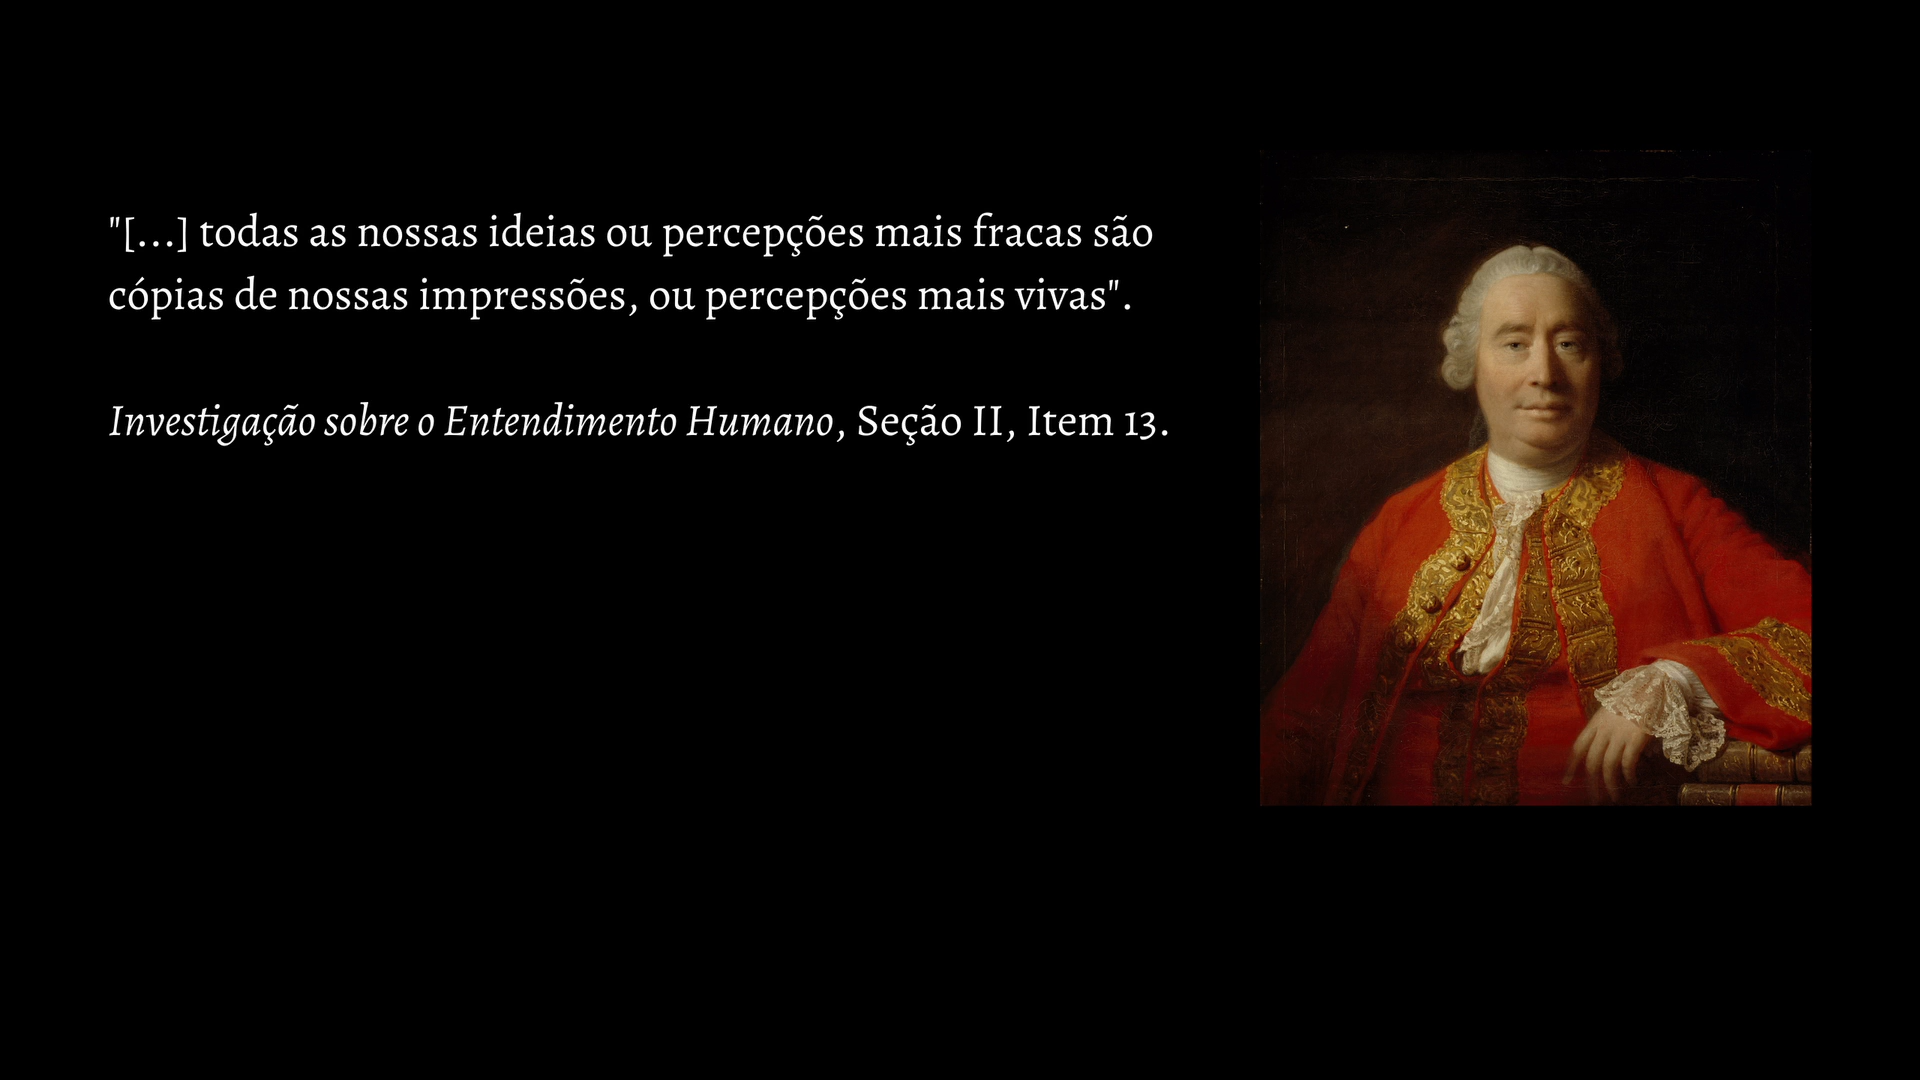 "[...] todas as nossas ideias ou percepções mais fracas são
cópias de nossas impressões, ou percepções mais vivas".
Investigação sobre o Entendimento Humano, Seção II, Item 13.